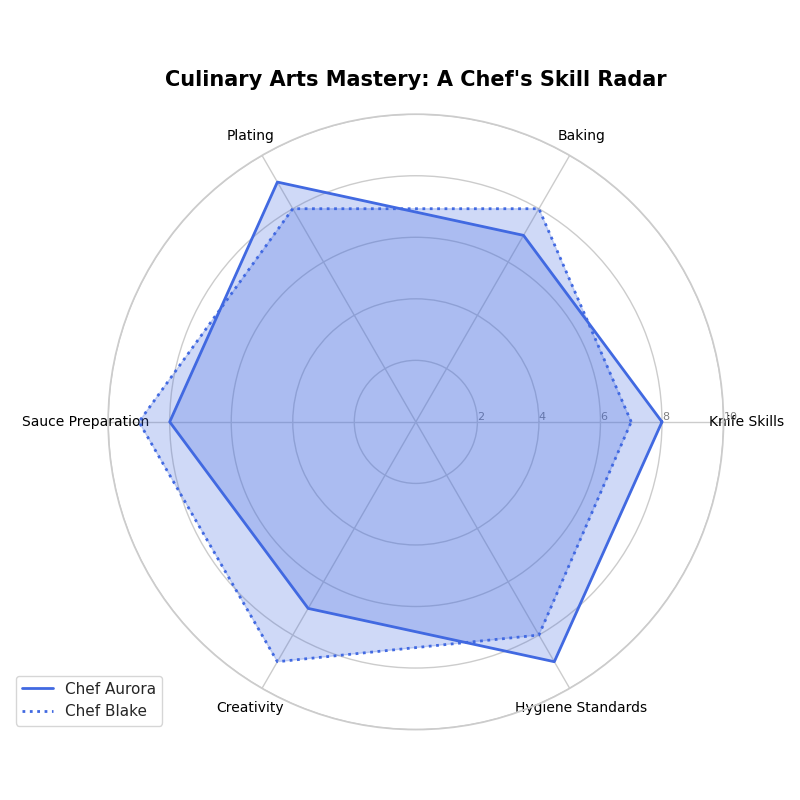 Culinary Arts Mastery: A Chef's Skill Radar
Plating
Baking
Sauce Preparation
2
4
6
8
10
Knife Skills
Creativity
Hygiene Standards
Chef Aurora
Chef Blake